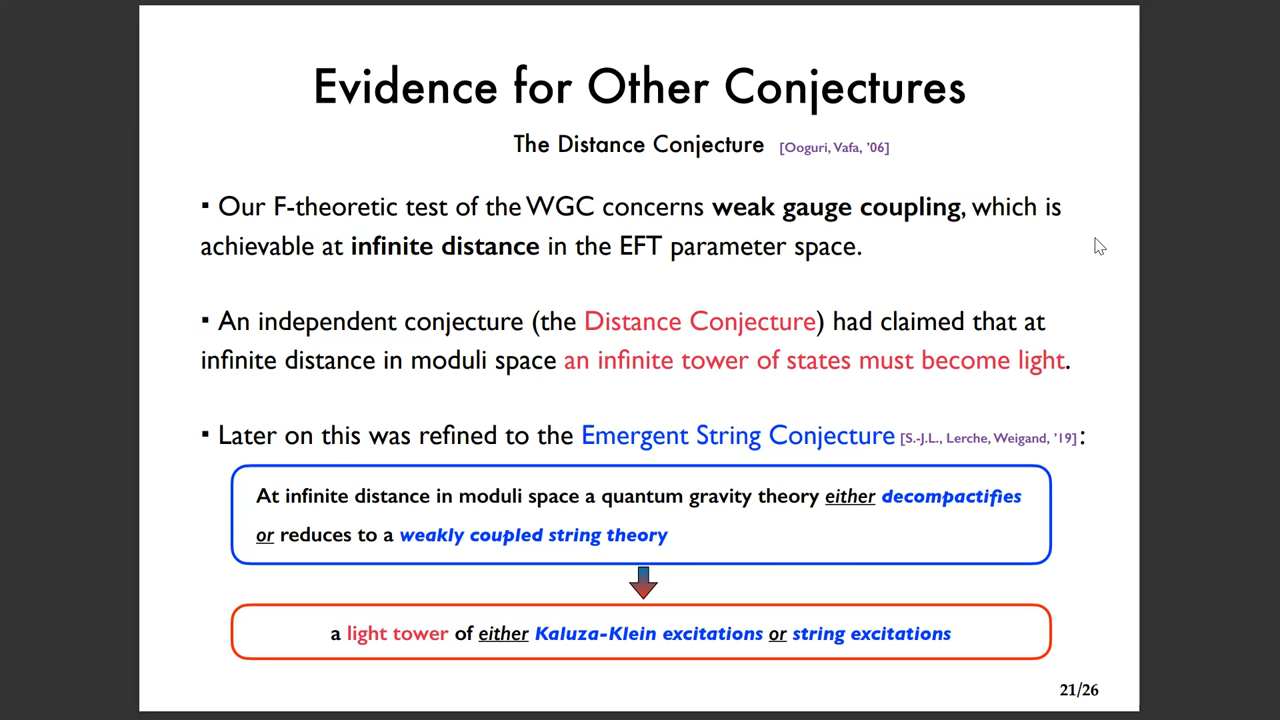 Evidence for Other Conjectures
The Distance Conjecture [Ooguri, Vafa, '06]
▪ Our F-theoretic test of the WGC concerns weak gauge coupling, which is
achievable at infinite distance in the EFT parameter space.
▪ An independent conjecture (the Distance Conjecture) had claimed that at
infinite distance in moduli space an infinite tower of states must become light.
▪ Later on this was refined to the Emergent String Conjecture [S.-J.L., Lerche, Weigand, '19] :
At infinite distance in moduli space a quantum gravity theory either decompactifies
or reduces to a weakly coupled string theory
a light tower of either Kaluza-Klein excitations or string excitations
21/26